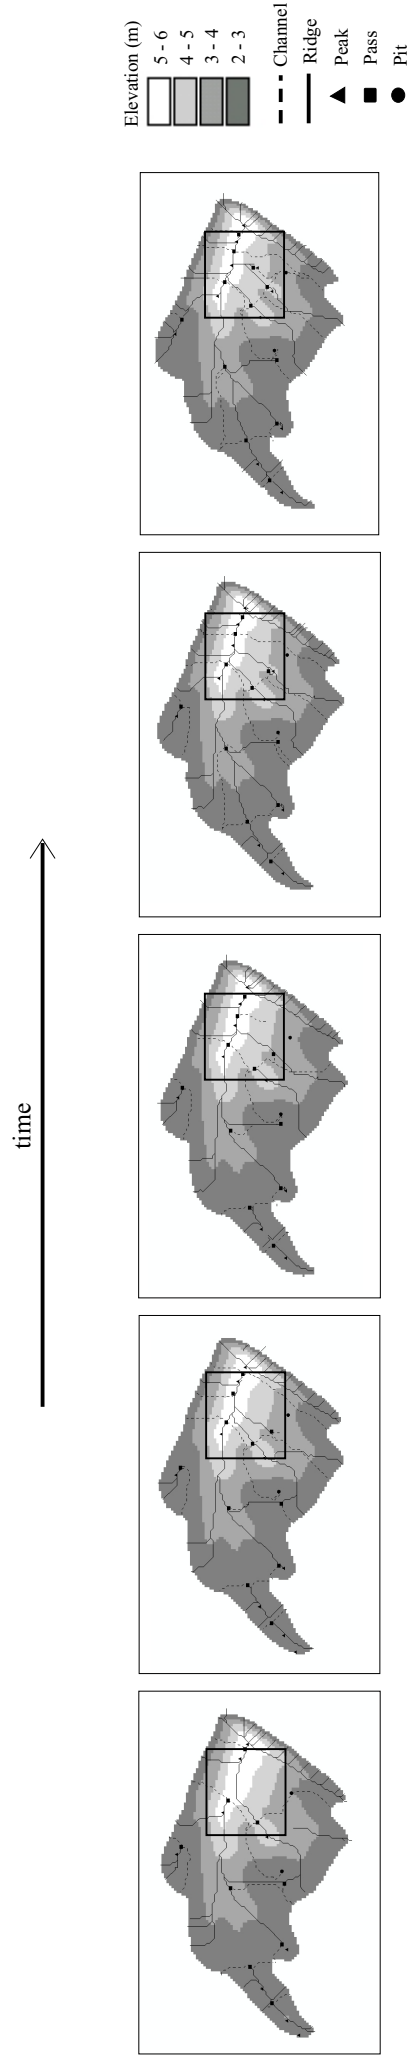 time
Elevation (m)
5 - 6
4 - 5
3 - 4
2 - 3
Channel
Ridge
Peak
Pass
Pit